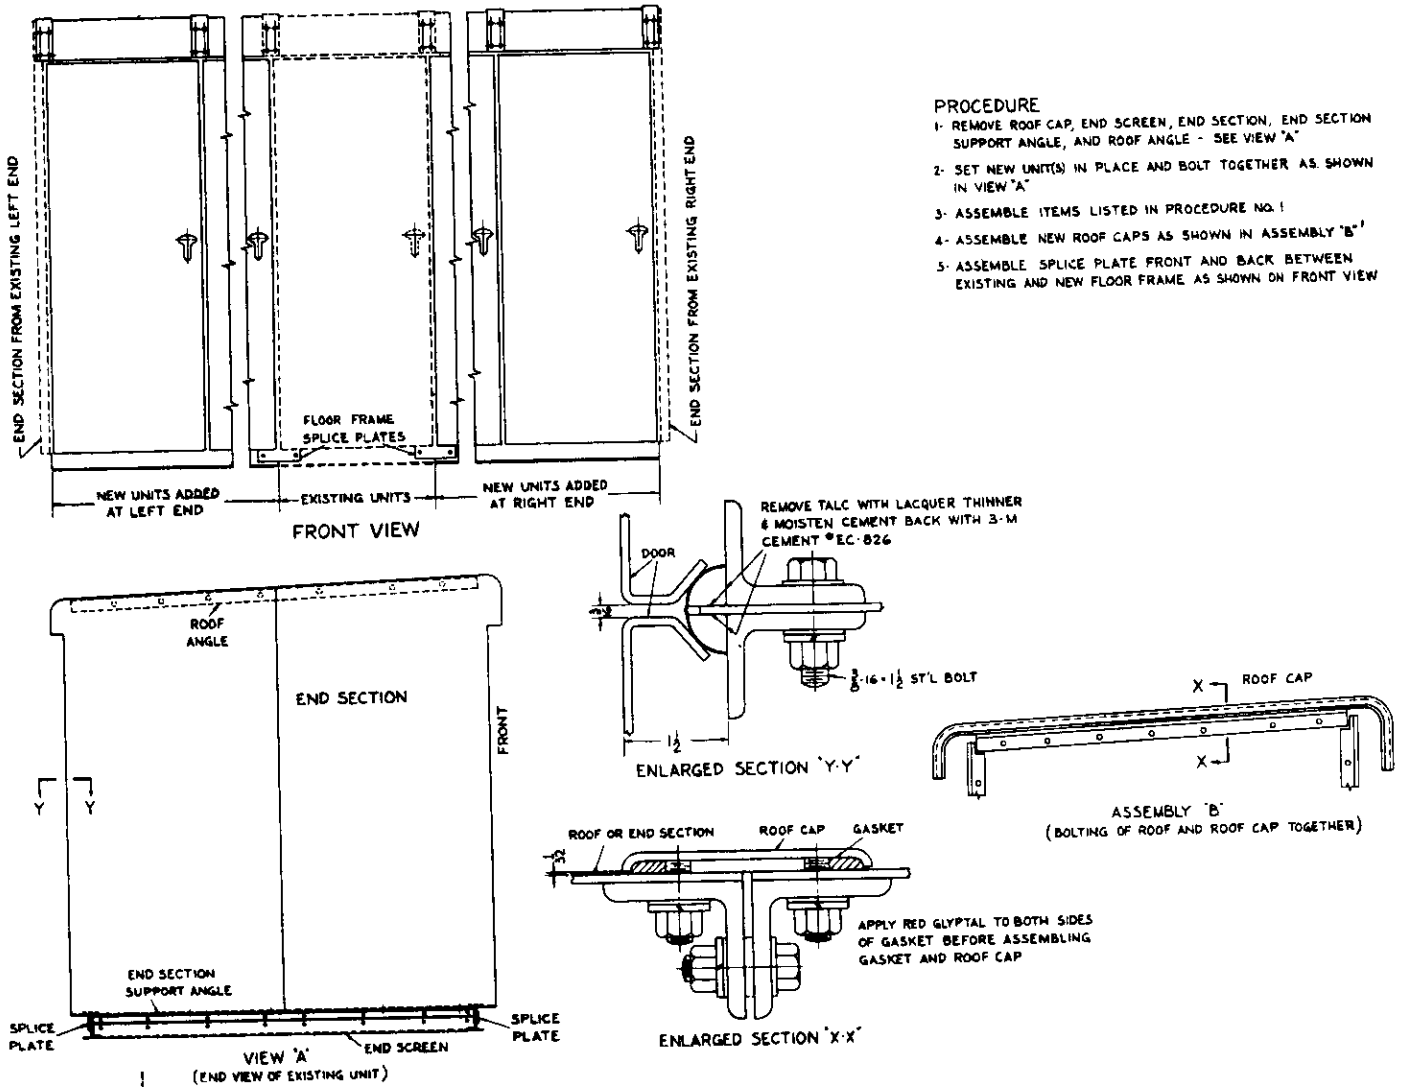 PROCEDURE
1- REMOVE ROOF CAP, END SCREEN, END SECTION, END SECTION
SUPPORT ANGLE, AND ROOF ANGLE - SEE VIEW "A"
2- SET NEW UNIT(S) IN PLACE AND BOLT TOGETHER AS SHOWN
IN VIEW "A"
3- ASSEMBLE ITEMS LISTED IN PROCEDURE NO. 1
4- ASSEMBLE NEW ROOF CAPS AS SHOWN IN ASSEMBLY "B"
5- ASSEMBLE SPLICE PLATE FRONT AND BACK BETWEEN
EXISTING AND NEW FLOOR FRAME AS SHOWN ON FRONT VIEW
END SECTION FROM EXISTING LEFT END
END SECTION FROM EXISTING RIGHT END
FLOOR FRAME
SPLICE PLATES
NEW UNITS ADDED
AT LEFT END
EXISTING UNITS
NEW UNITS ADDED
AT RIGHT END
FRONT VIEW
REMOVE TALC WITH LACQUER THINNER
& MOISTEN CEMENT BACK WITH 3-M
CEMENT #EC-826
DOOR
3/8-16 × 1 1/2 ST'L BOLT
1 1/2
ENLARGED SECTION "Y-Y"
ROOF
ANGLE
END SECTION
FRONT
Y
Y
END SECTION
SUPPORT ANGLE
SPLICE
PLATE
SPLICE
PLATE
END SCREEN
VIEW "A"
(END VIEW OF EXISTING UNIT)
X
ROOF CAP
X
ASSEMBLY "B"
(BOLTING OF ROOF AND ROOF CAP TOGETHER)
ROOF OR END SECTION
ROOF CAP
GASKET
1/32
APPLY RED GLYPTAL TO BOTH SIDES
OF GASKET BEFORE ASSEMBLING
GASKET AND ROOF CAP
ENLARGED SECTION "X-X"